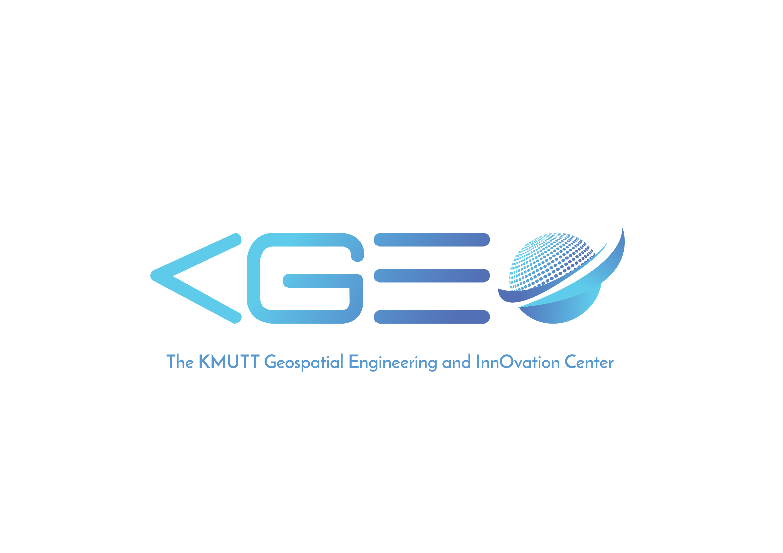 KGEO
The KMUTT Geospatial Engineering and InnOvation Center